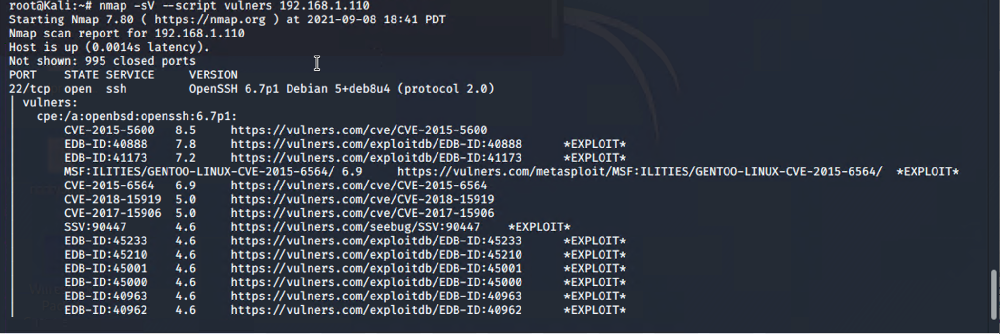 root@Kali:~# nmap -sV --script vulners 192.168.1.110
Starting Nmap 7.80 ( https://nmap.org ) at 2021-09-08 18:41 PDT
Nmap scan report for 192.168.1.110
Host is up (0.0014s latency).
Not shown: 995 closed ports
PORT    STATE SERVICE     VERSION
22/tcp  open  ssh         OpenSSH 6.7p1 Debian 5+deb8u4 (protocol 2.0)
| vulners:
|   cpe:/a:openbsd:openssh:6.7p1:
|       CVE-2015-5600   8.5     https://vulners.com/cve/CVE-2015-5600
|       EDB-ID:40888    7.8     https://vulners.com/exploitdb/EDB-ID:40888      *EXPLOIT*
|       EDB-ID:41173    7.2     https://vulners.com/exploitdb/EDB-ID:41173      *EXPLOIT*
|       MSF:ILITIES/GENTOO-LINUX-CVE-2015-6564/ 6.9     https://vulners.com/metasploit/MSF:ILITIES/GENTOO-LINUX-CVE-2015-6564/  *EXPLOIT*
|       CVE-2015-6564   6.9     https://vulners.com/cve/CVE-2015-6564
|       CVE-2018-15919  5.0     https://vulners.com/cve/CVE-2018-15919
|       CVE-2017-15906  5.0     https://vulners.com/cve/CVE-2017-15906
|       SSV:90447       4.6     https://vulners.com/seebug/SSV:90447    *EXPLOIT*
|       EDB-ID:45233    4.6     https://vulners.com/exploitdb/EDB-ID:45233      *EXPLOIT*
|       EDB-ID:45210    4.6     https://vulners.com/exploitdb/EDB-ID:45210      *EXPLOIT*
|       EDB-ID:45001    4.6     https://vulners.com/exploitdb/EDB-ID:45001      *EXPLOIT*
|       EDB-ID:45000    4.6     https://vulners.com/exploitdb/EDB-ID:45000      *EXPLOIT*
|       EDB-ID:40963    4.6     https://vulners.com/exploitdb/EDB-ID:40963      *EXPLOIT*
|       EDB-ID:40962    4.6     https://vulners.com/exploitdb/EDB-ID:40962      *EXPLOIT*